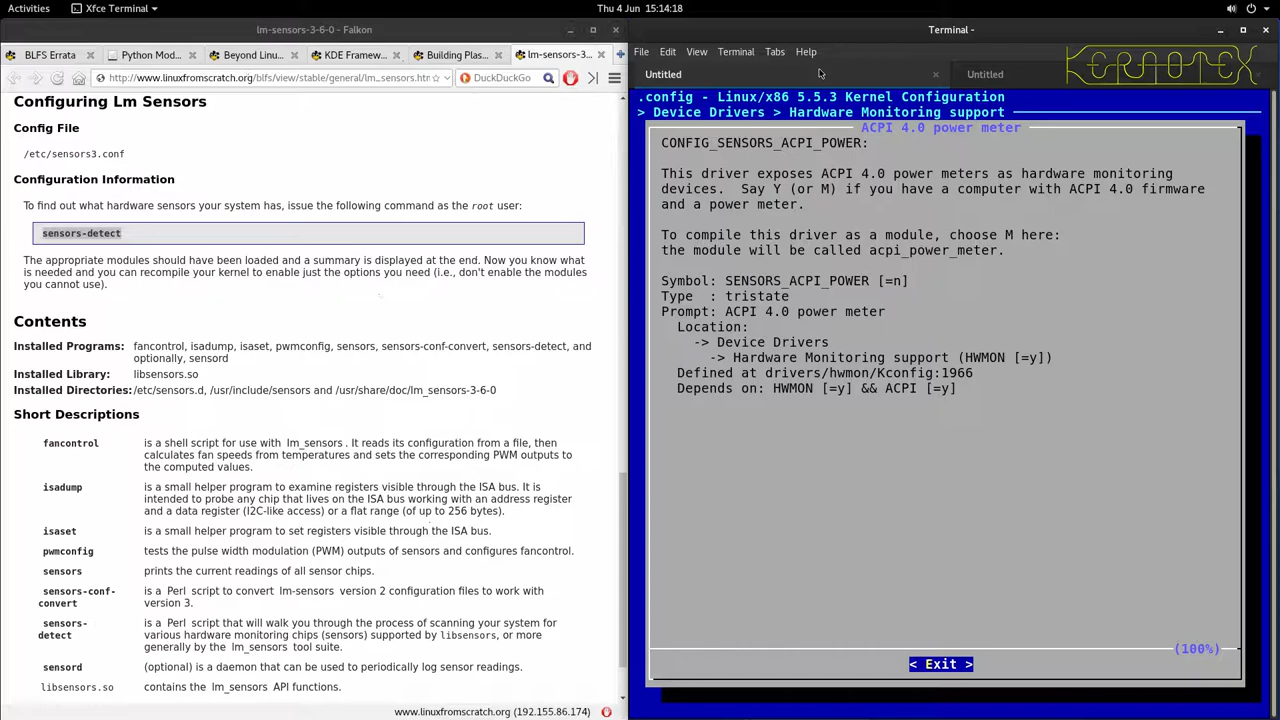 Activities
Xfce Terminal
Thu 4 Jun 15:14:18
lm-sensors-3-6-0 - Falkon
BLFS Errata
Python Mod...
Beyond Linu...
KDE Framew...
Building Plas...
lm-sensors-3...
http://www.linuxfromscratch.org/blfs/view/stable/general/lm_sensors.htm
DuckDuckGo
Configuring Lm Sensors
Config File
/etc/sensors3.conf
Configuration Information
To find out what hardware sensors your system has, issue the following command as the root user:
sensors-detect
The appropriate modules should have been loaded and a summary is displayed at the end. Now you know what
is needed and you can recompile your kernel to enable just the options you need (i.e., don't enable the modules
you cannot use).
Contents
Installed Programs: fancontrol, isadump, isaset, pwmconfig, sensors, sensors-conf-convert, sensors-detect, and
optionally, sensord
Installed Library: libsensors.so
Installed Directories: /etc/sensors.d, /usr/include/sensors and /usr/share/doc/lm_sensors-3-6-0
Short Descriptions
fancontrol is a shell script for use with lm_sensors. It reads its configuration from a file, then
calculates fan speeds from temperatures and sets the corresponding PWM outputs to
the computed values.
isadump is a small helper program to examine registers visible through the ISA bus. It is
intended to probe any chip that lives on the ISA bus working with an address register
and a data register (I2C-like access) or a flat range (of up to 256 bytes).
isaset is a small helper program to set registers visible through the ISA bus.
pwmconfig tests the pulse width modulation (PWM) outputs of sensors and configures fancontrol.
sensors prints the current readings of all sensor chips.
sensors-conf- is a Perl script to convert lm-sensors version 2 configuration files to work with
convert version 3.
sensors- is a Perl script that will walk you through the process of scanning your system for
detect various hardware monitoring chips (sensors) supported by libsensors, or more
generally by the lm_sensors tool suite.
sensord (optional) is a daemon that can be used to periodically log sensor readings.
libsensors.so contains the lm_sensors API functions.
www.linuxfromscratch.org (192.155.86.174)
Terminal -
File Edit View Terminal Tabs Help
KERNOTEX
Untitled
Untitled
.config - Linux/x86 5.5.3 Kernel Configuration
> Device Drivers > Hardware Monitoring support
ACPI 4.0 power meter
CONFIG_SENSORS_ACPI_POWER:
This driver exposes ACPI 4.0 power meters as hardware monitoring
devices. Say Y (or M) if you have a computer with ACPI 4.0 firmware
and a power meter.
To compile this driver as a module, choose M here:
the module will be called acpi_power_meter.
Symbol: SENSORS_ACPI_POWER [=n]
Type : tristate
Prompt: ACPI 4.0 power meter
Location:
-> Device Drivers
-> Hardware Monitoring support (HWMON [=y])
Defined at drivers/hwmon/Kconfig:1966
Depends on: HWMON [=y] && ACPI [=y]
(100%)
< Exit >